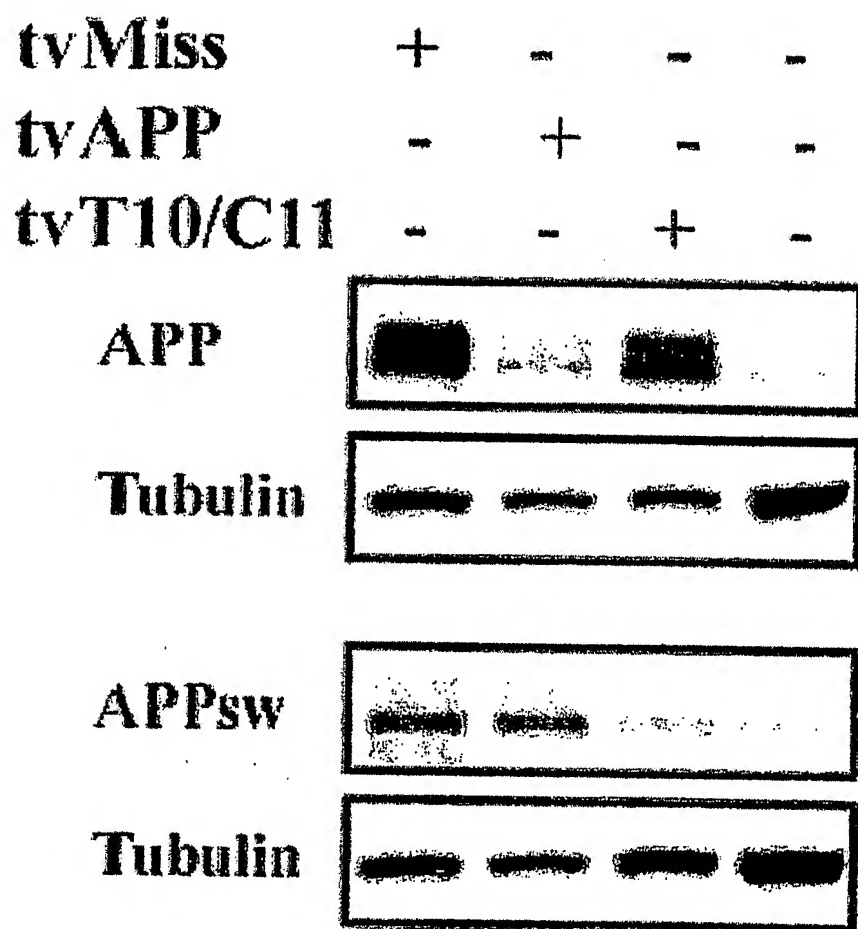 tvMiss + - - -
tvAPP - + - -
tvT10/C11 - - + -
APP
Tubulin
APPsw
Tubulin